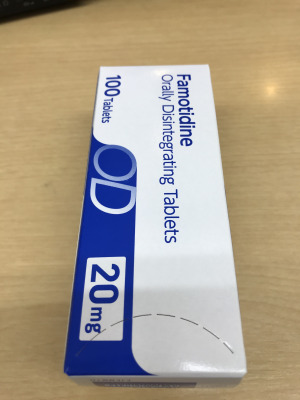 Famotidine
Orally Disintegrating Tablets
100 Tablets
OD
20 mg